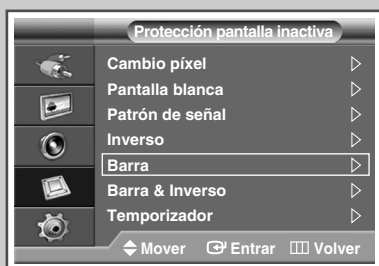 Protección pantalla inactiva
Cambio píxel
Pantalla blanca
Patrón de señal
Inverso
Barra
Barra & Inverso
Temporizador
Mover Entrar Volver